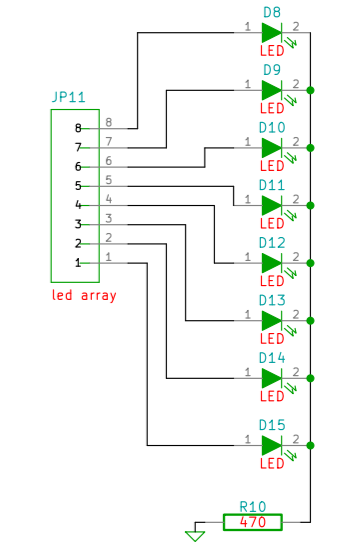 D8
1 2
LED
D9
1 2
LED
JP11
8 8
7 7
6 6
5 5
4 4
3 3
2 2
1 1
led array
D10
1 2
LED
D11
1 2
LED
D12
1 2
LED
D13
1 2
LED
D14
1 2
LED
D15
1 2
LED
R10
470